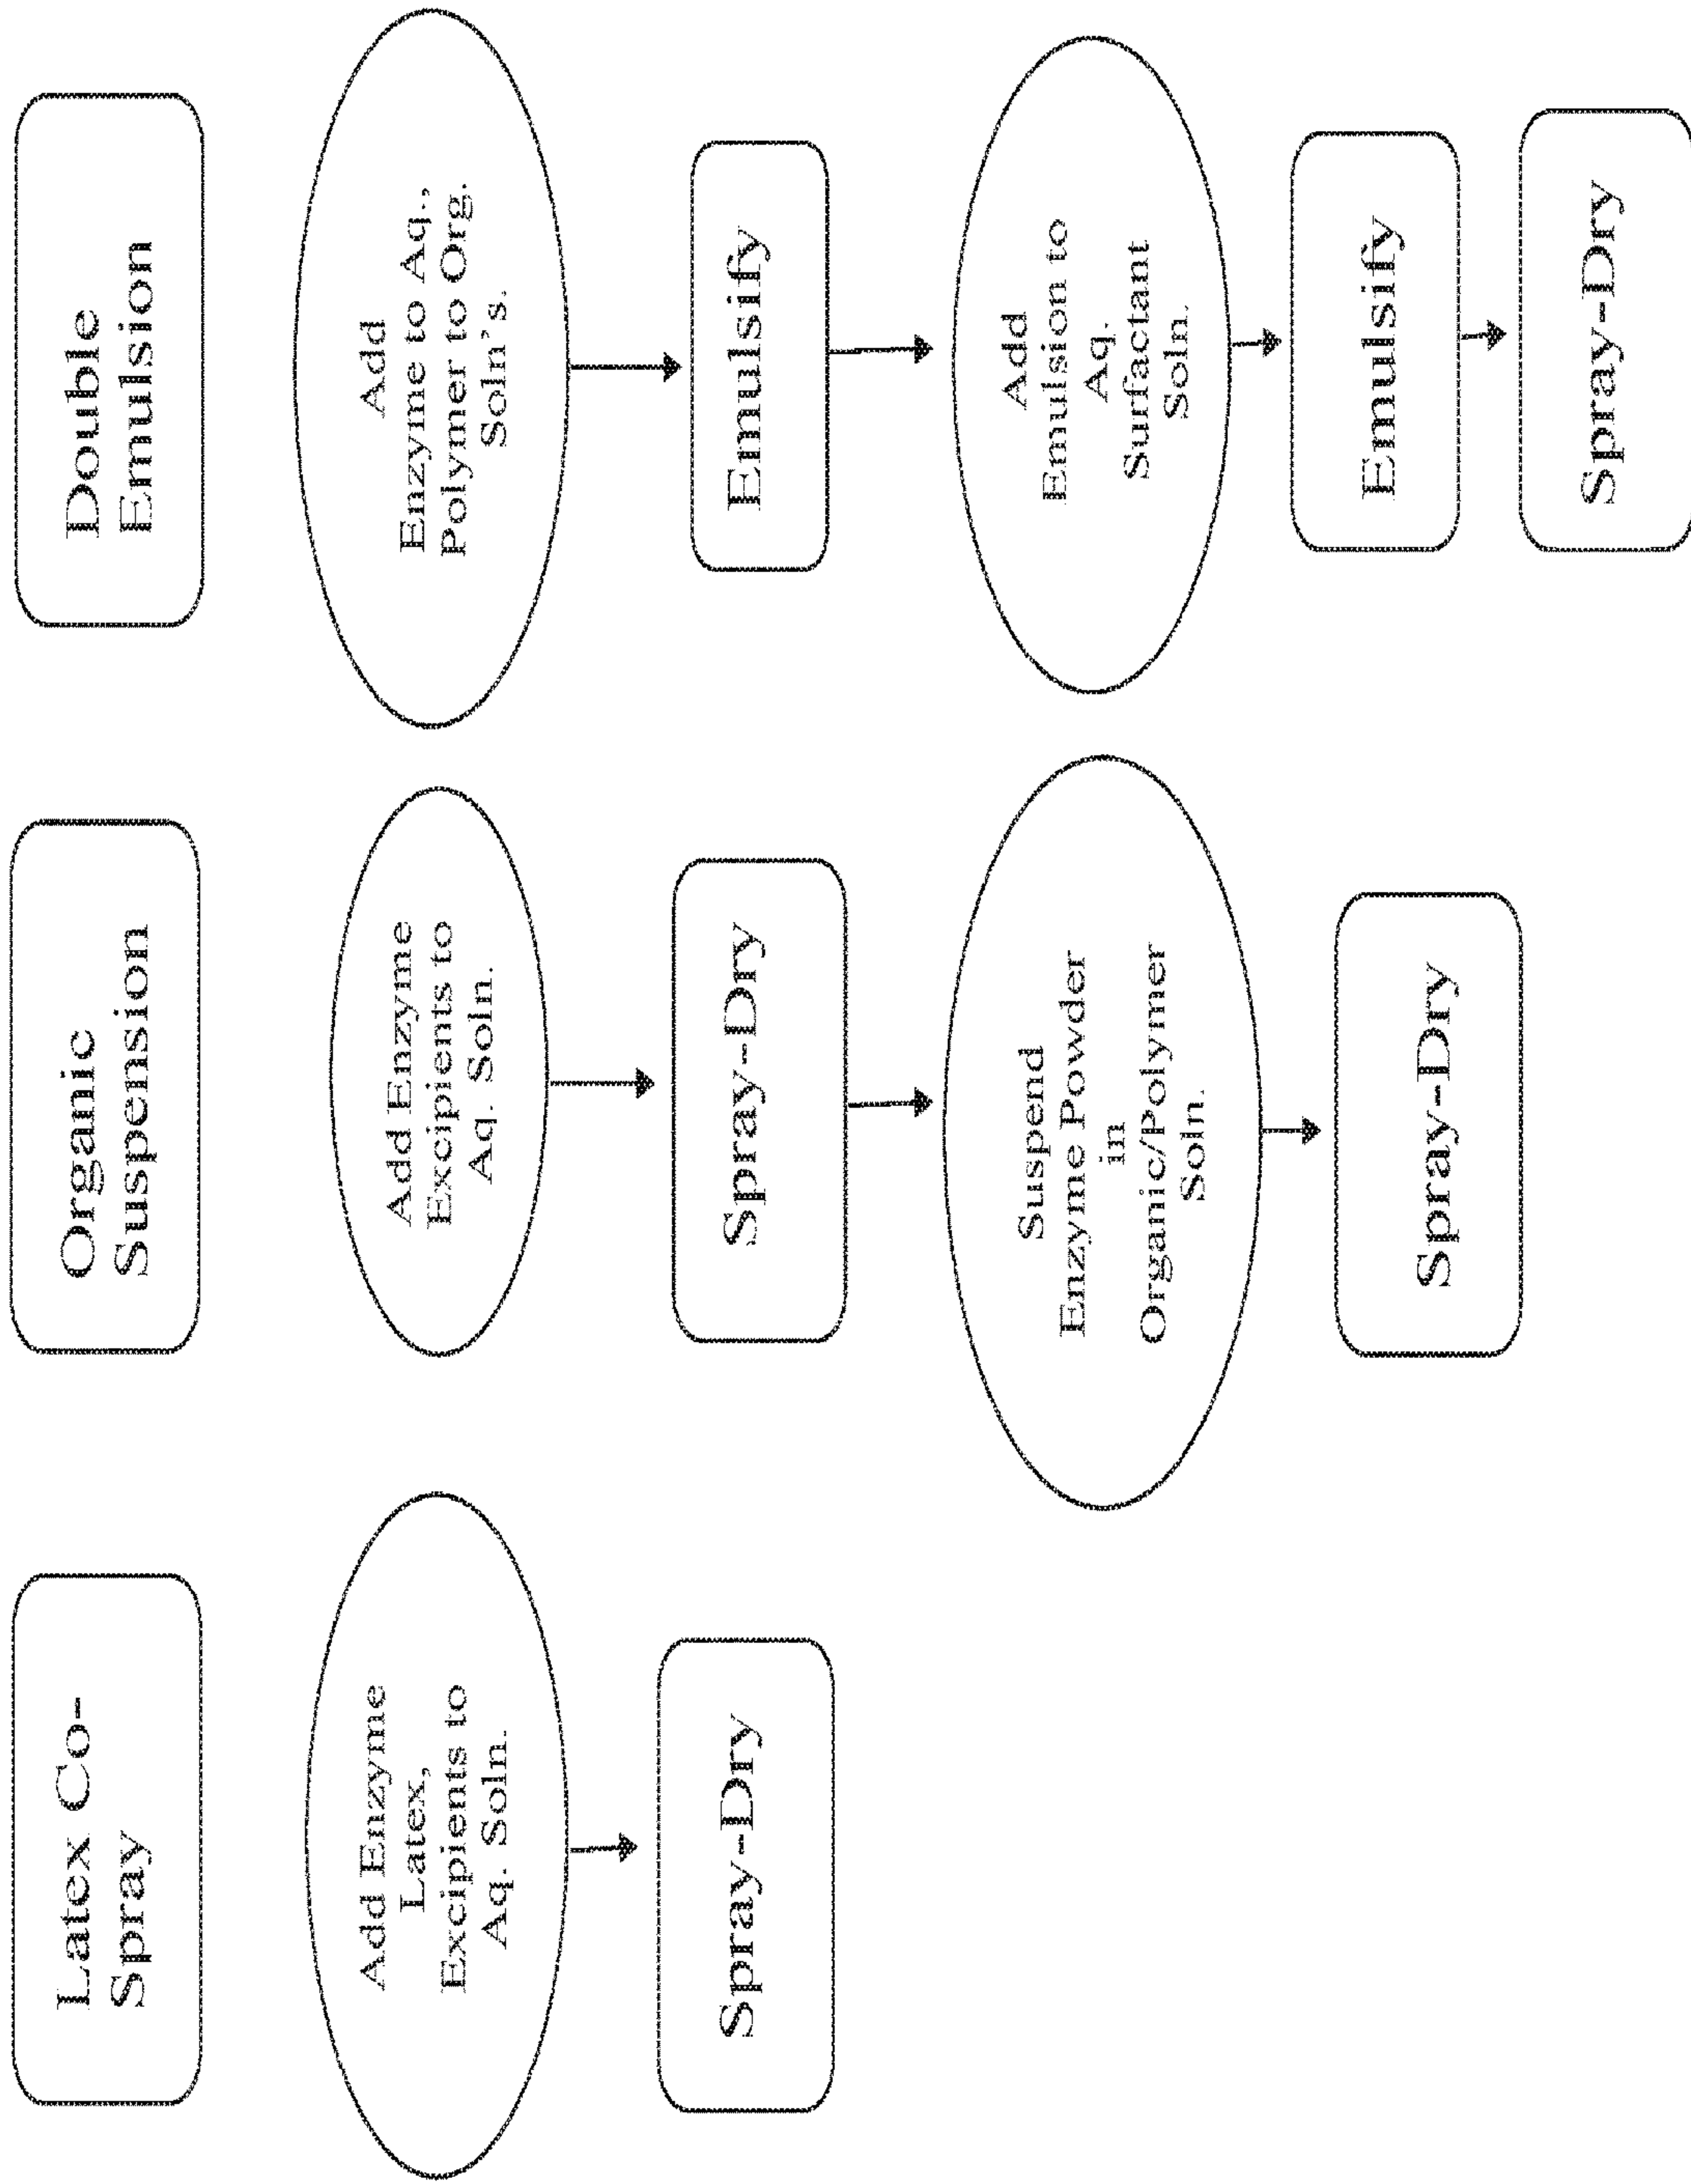 Latex Co-
Spray
Add Enzyme
Latex,
Excipients to
Aq. Soln.
Spray-Dry
Organic
Suspension
Add Enzyme
Excipients to
Aq. Soln.
Spray-Dry
Suspend
Enzyme Powder
in
Organic/Polymer
Soln.
Spray-Dry
Double
Emulsion
Add
Enzyme to Aq.,
Polymer to Org.
Soln's.
Emulsify
Add
Emulsion to
Aq.
Surfactant
Soln.
Emulsify
Spray-Dry